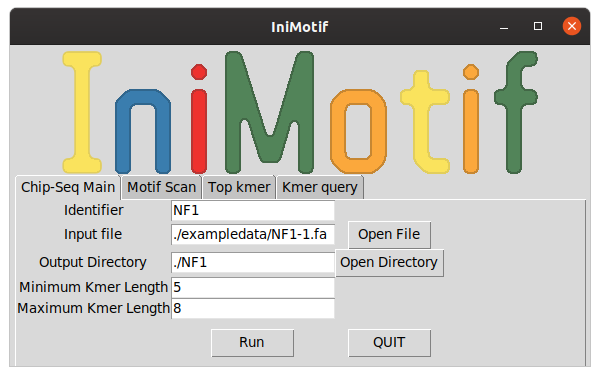 IniMotif
IniMotif
Chip-Seq Main Motif Scan Top kmer Kmer query
Identifier NF1
Input file ./exampledata/NF1-1.fa Open File
Output Directory ./NF1 Open Directory
Minimum Kmer Length 5
Maximum Kmer Length 8
Run QUIT